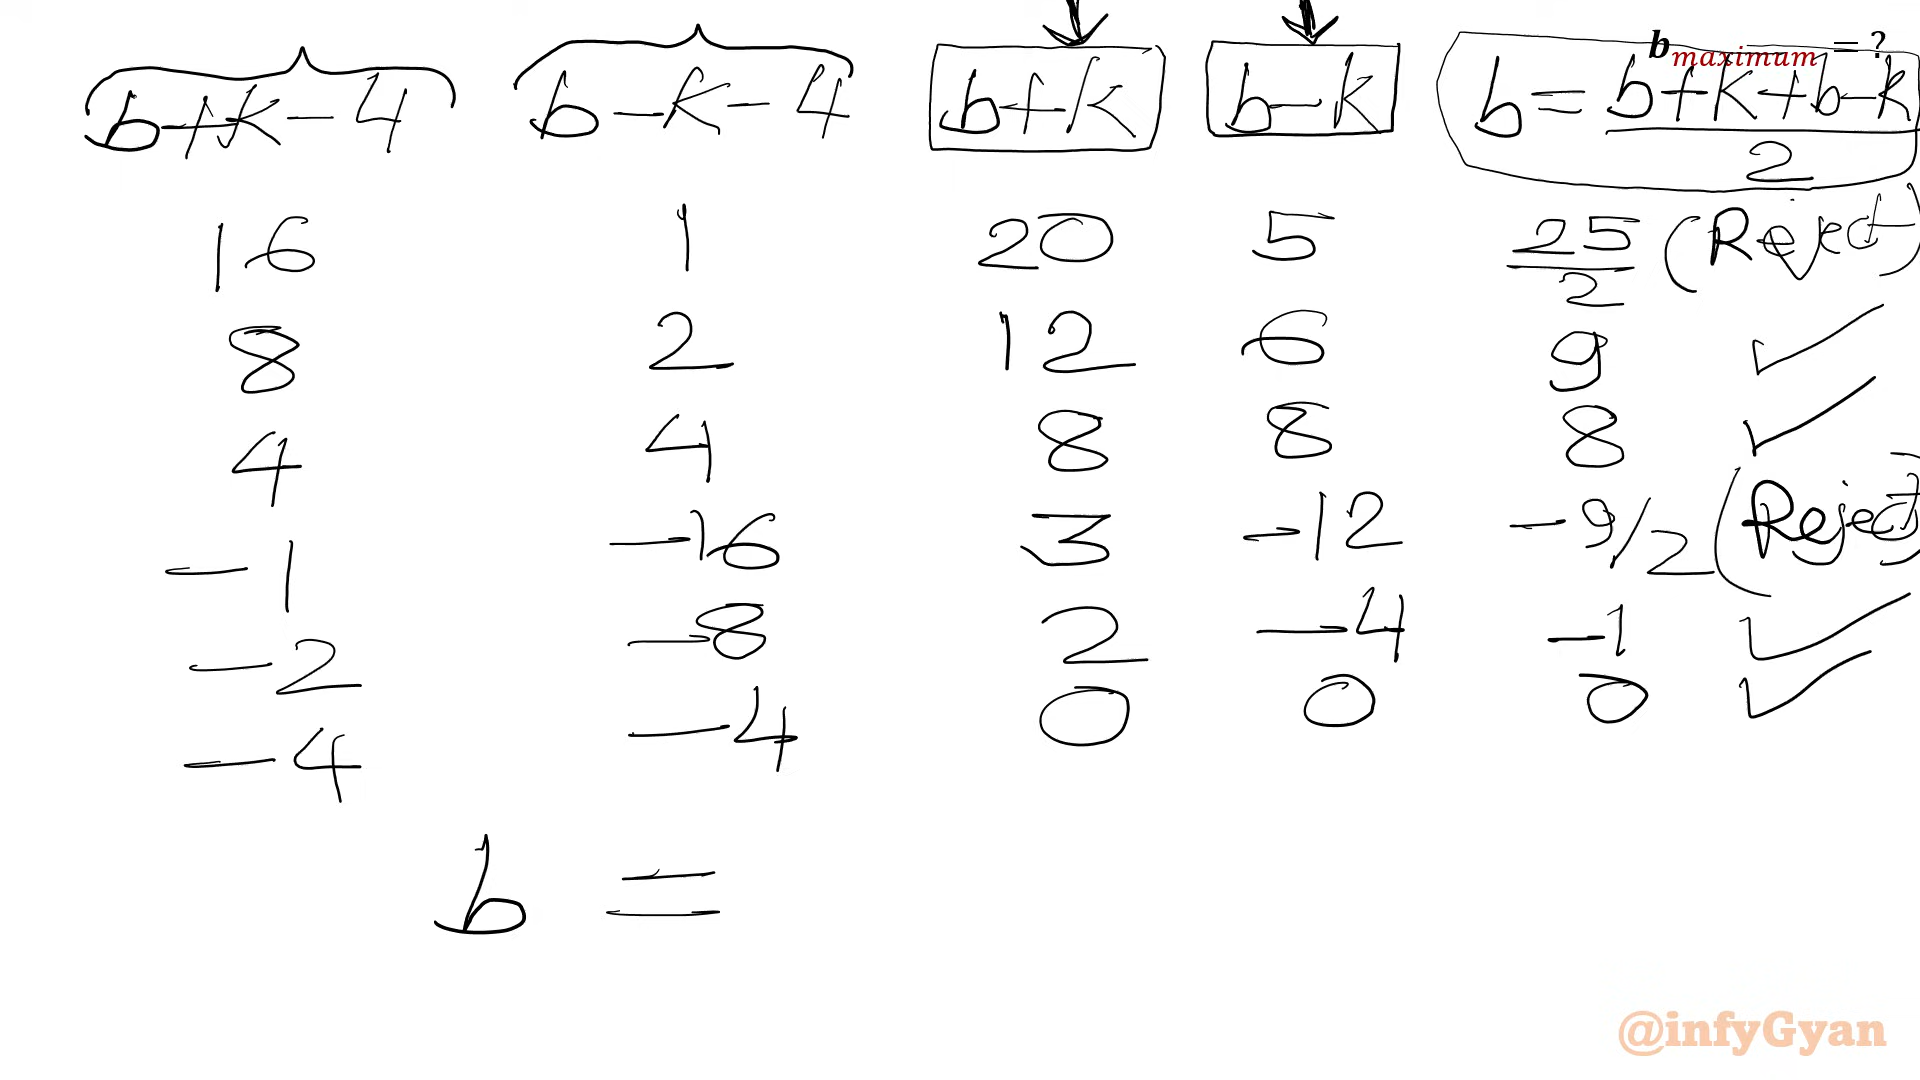 b maximum = ?
b+k-4 b-k-4 b+k b-k b = b+k+b-k / 2
16 1 20 5 25/2 (Reject)
8 2 12 6 9 ✓
4 4 8 8 8 ✓
-1 -16 3 -12 -9/2 (Reject)
-2 -8 2 -4 -1 ✓
-4 -4 0 0 0 ✓
b =
@infyGyan